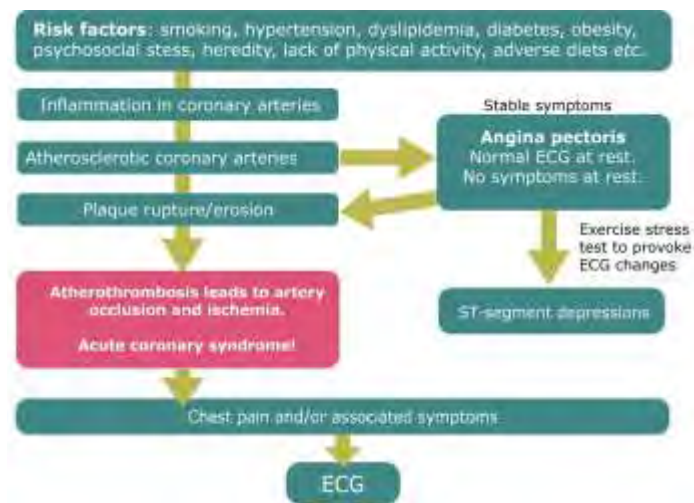 Risk factors: smoking, hypertension, dyslipidemia, diabetes, obesity,
psychosocial stess, heredity, lack of physical activity, adverse diets etc.
Inflammation in coronary arteries
Stable symptoms
Angina pectoris
Normal ECG at rest.
No symptoms at rest.
Atherosclerotic coronary arteries
Plaque rupture/erosion
Exercise stress
test to provoke
ECG changes
Atherothrombosis leads to artery
occlusion and ischemia.
Acute coronary syndrome!
ST-segment depressions
Chest pain and/or associated symptoms
ECG